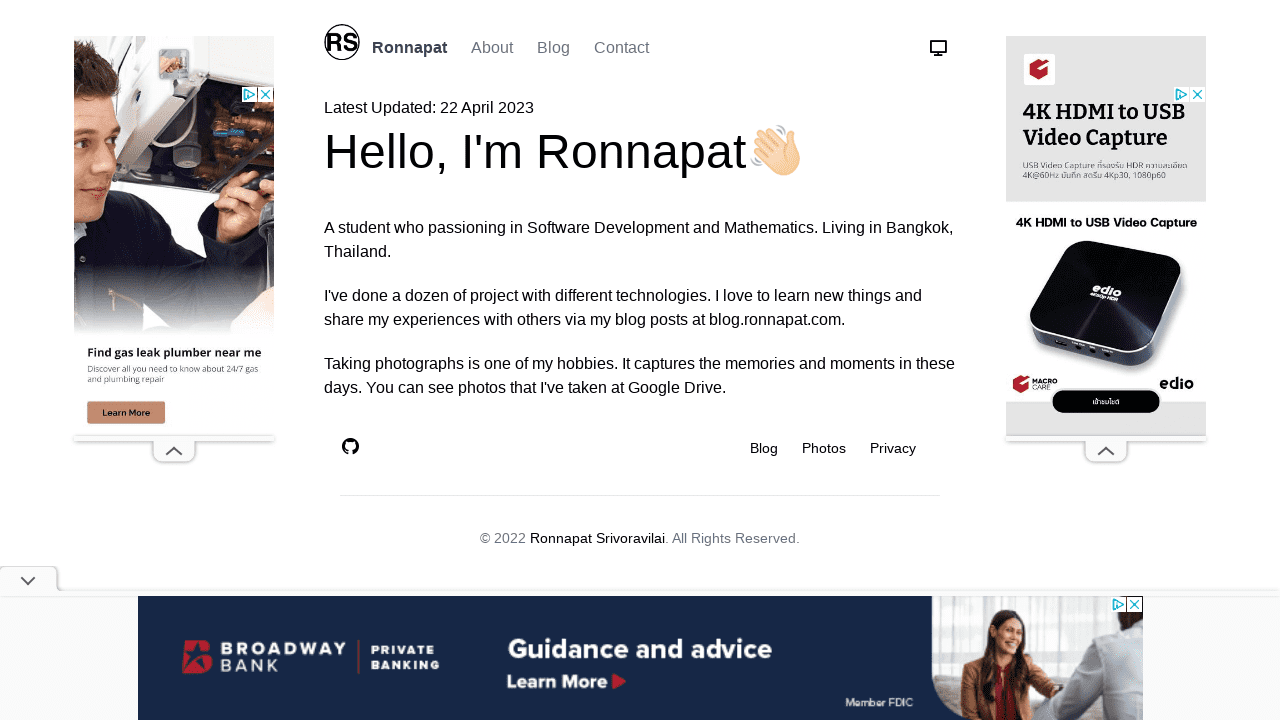 RS
Ronnapat
About
Blog
Contact
Latest Updated: 22 April 2023
Hello, I'm Ronnapat
A student who passioning in Software Development and Mathematics. Living in Bangkok,
Thailand.
I've done a dozen of project with different technologies. I love to learn new things and
share my experiences with others via my blog posts at blog.ronnapat.com.
Taking photographs is one of my hobbies. It captures the memories and moments in these
days. You can see photos that I've taken at Google Drive.
Blog
Photos
Privacy
© 2022 Ronnapat Srivoravilai. All Rights Reserved.
Find gas leak plumber near me
Discover all you need to know about 24/7 gas
and plumbing repair
Learn More
4K HDMI to USB
Video Capture
USB Video Capture ที่รองรับ HDR ความละเอียด
4K@60Hz บันทึก สตรีม 4Kp30, 1080p60
4K HDMI to USB Video Capture
edio
MACRO
CARE
edio
เข้าชมไซต์
BROADWAY
BANK
PRIVATE
BANKING
Guidance and advice
Learn More
Member FDIC